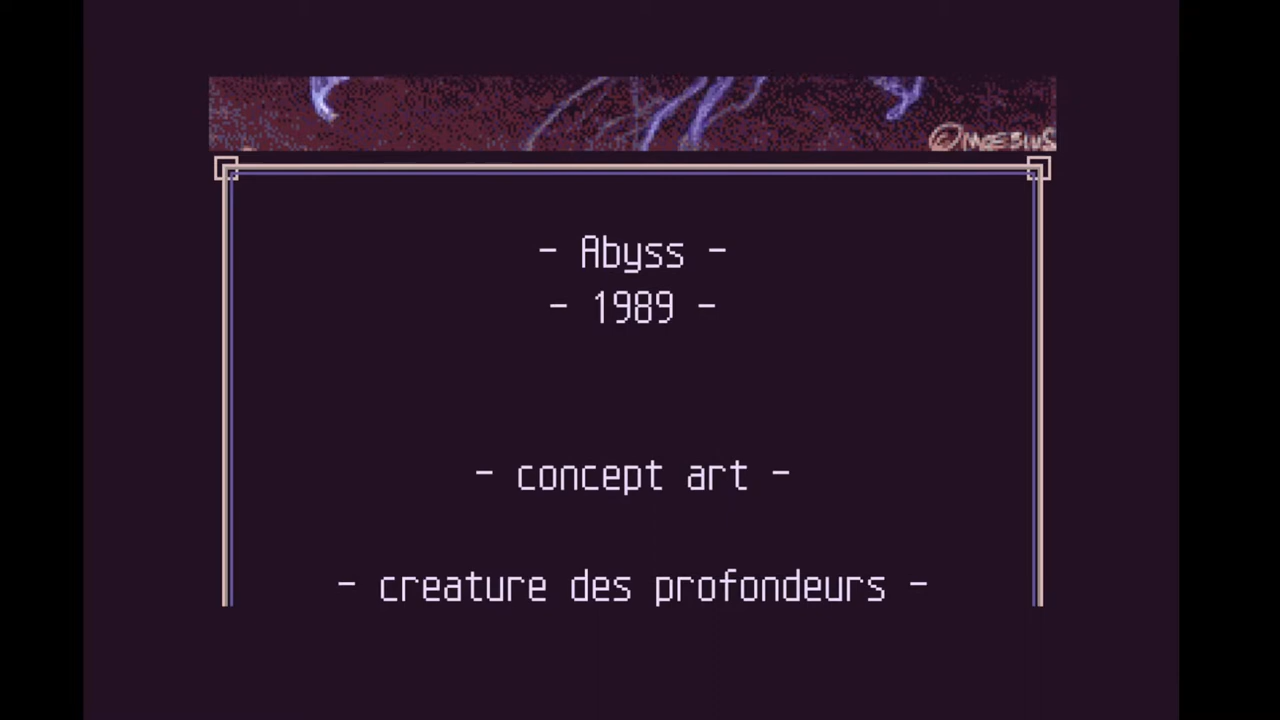 ©MŒBIUS
- Abyss -
- 1989 -
- concept art -
- creature des profondeurs -